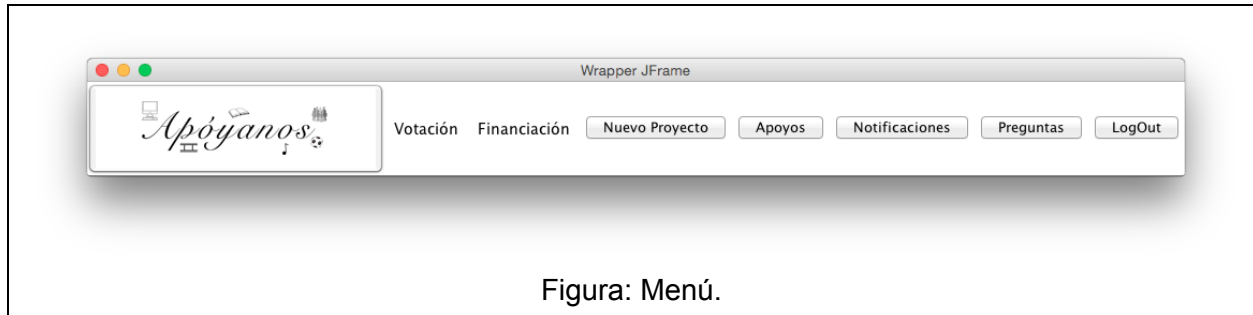 Wrapper JFrame
Apóyanos
Votación Financiación Nuevo Proyecto Apoyos Notificaciones Preguntas LogOut
Figura: Menú.